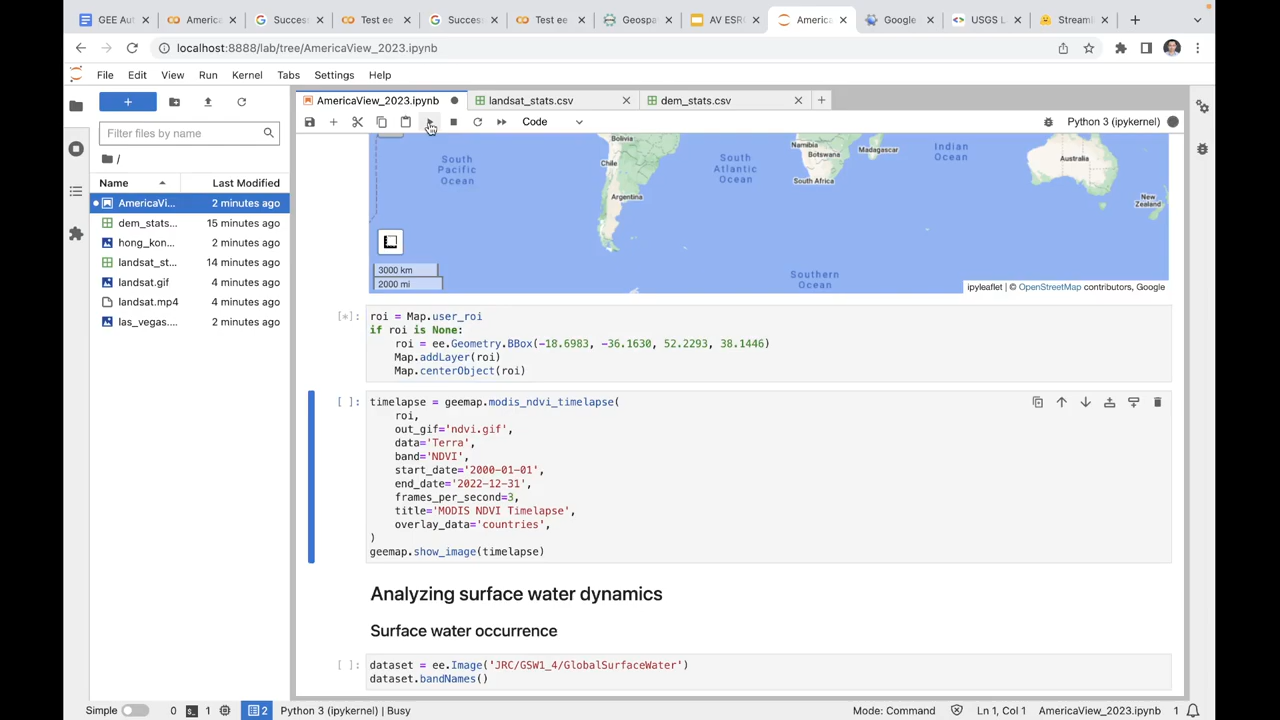 GEE Aut
America
Success
Test ee
Success
Test ee
Geospa
AV ESR
America
Google
USGS L
Streaml
localhost:8888/lab/tree/AmericaView_2023.ipynb
File Edit View Run Kernel Tabs Settings Help
AmericaView_2023.ipynb
landsat_stats.csv
dem_stats.csv
Filter files by name
Code
Python 3 (ipykernel)
/
Name Last Modified
AmericaVi... 2 minutes ago
dem_stats... 15 minutes ago
hong_kon... 2 minutes ago
landsat_st... 14 minutes ago
landsat.gif 4 minutes ago
landsat.mp4 4 minutes ago
las_vegas.... 2 minutes ago
Bolivia
Chile
Argentina
South
Pacific
Ocean
South
Atlantic
Ocean
Namibia
Botswana
South Africa
Madagascar
Indian
Ocean
Australia
New
Zealand
Southern
Ocean
3000 km
2000 mi
ipyleaflet | © OpenStreetMap contributors, Google
[*]:
roi = Map.user_roi
if roi is None:
    roi = ee.Geometry.BBox(-18.6983, -36.1630, 52.2293, 38.1446)
    Map.addLayer(roi)
    Map.centerObject(roi)
[ ]:
timelapse = geemap.modis_ndvi_timelapse(
    roi,
    out_gif='ndvi.gif',
    data='Terra',
    band='NDVI',
    start_date='2000-01-01',
    end_date='2022-12-31',
    frames_per_second=3,
    title='MODIS NDVI Timelapse',
    overlay_data='countries',
)
geemap.show_image(timelapse)
Analyzing surface water dynamics
Surface water occurrence
[ ]:
dataset = ee.Image('JRC/GSW1_4/GlobalSurfaceWater')
dataset.bandNames()
Simple 0 1 2 Python 3 (ipykernel) | Busy
Mode: Command Ln 1, Col 1 AmericaView_2023.ipynb 1